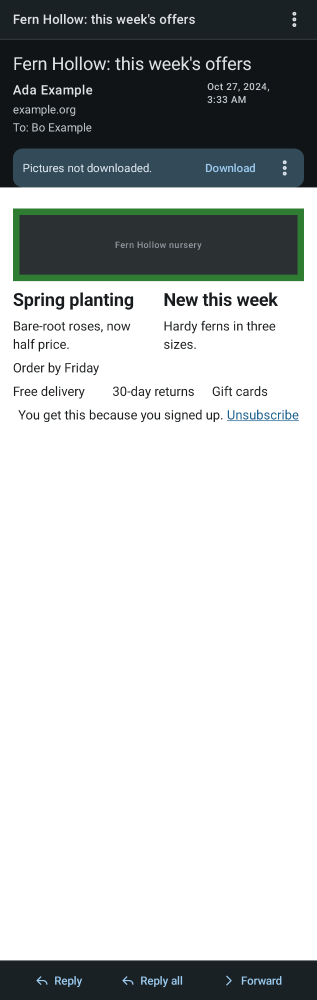 Fern Hollow: this week's offers
Fern Hollow: this week's offers
Ada Example
Oct 27, 2024,
3:33 AM
example.org
To: Bo Example
Pictures not downloaded.
Download
Fern Hollow nursery
Spring planting
Bare-root roses, now
half price.
New this week
Hardy ferns in three
sizes.
Order by Friday
Free delivery
30-day returns
Gift cards
You get this because you signed up. Unsubscribe
Reply
Reply all
Forward